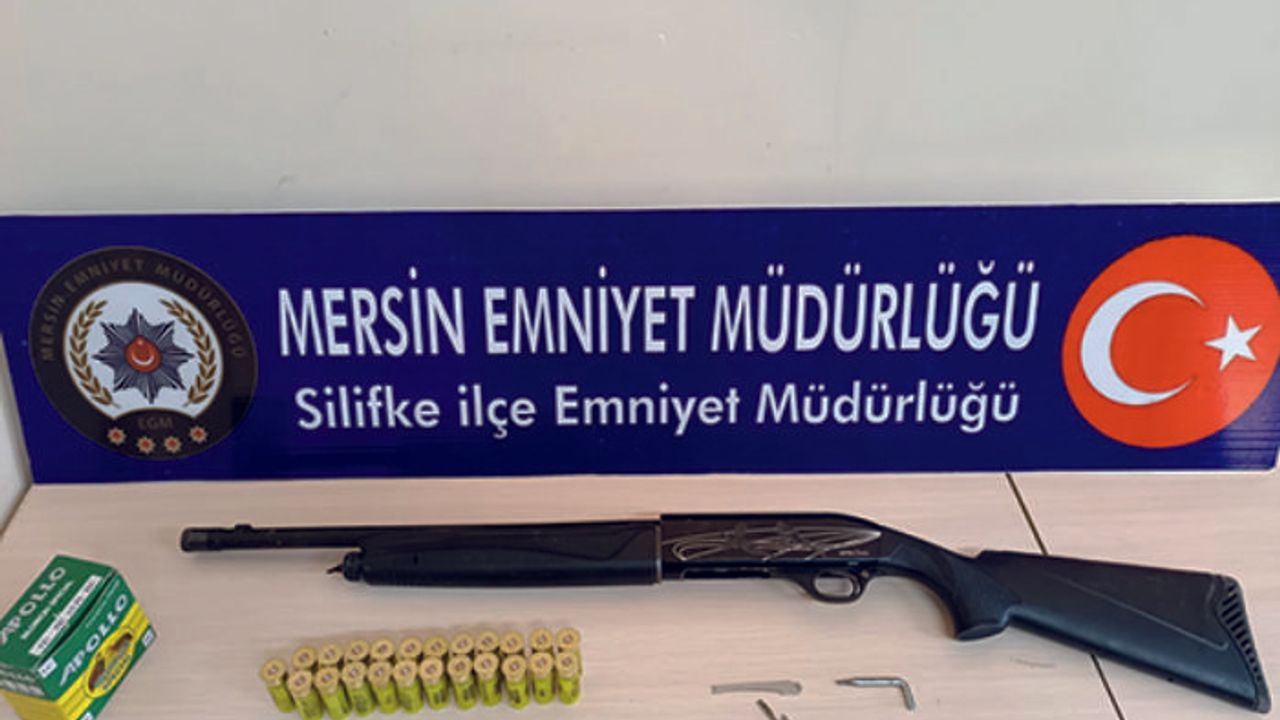 MERSİN EMNİYET MÜDÜRLÜĞÜ
MERSİN EMNİYET MÜDÜRLÜĞÜ
Silifke ilçe Emniyet Müdürlüğü
EGM
APOLLO
APOLLO